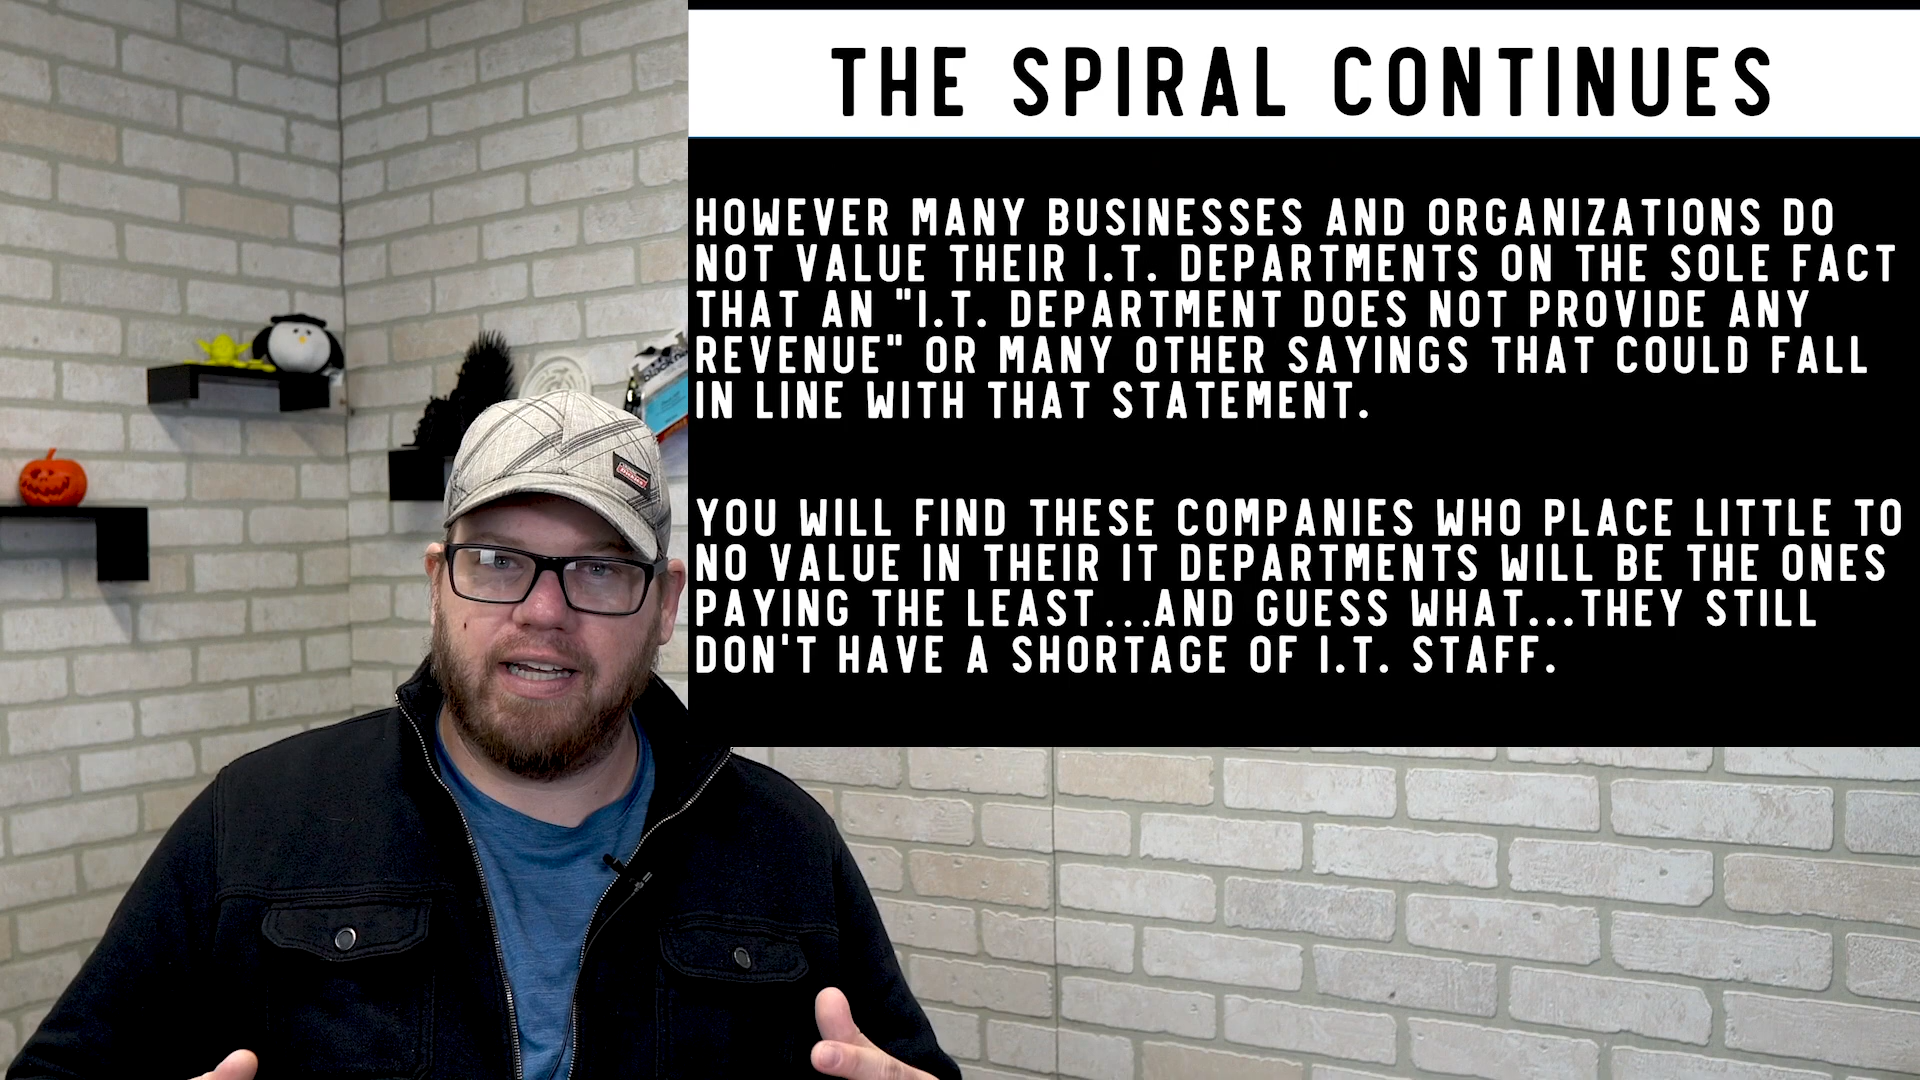 THE SPIRAL CONTINUES
HOWEVER MANY BUSINESSES AND ORGANIZATIONS DO
NOT VALUE THEIR I.T. DEPARTMENTS ON THE SOLE FACT
THAT AN "I.T. DEPARTMENT DOES NOT PROVIDE ANY
REVENUE" OR MANY OTHER SAYINGS THAT COULD FALL
IN LINE WITH THAT STATEMENT.
YOU WILL FIND THESE COMPANIES WHO PLACE LITTLE TO
NO VALUE IN THEIR IT DEPARTMENTS WILL BE THE ONES
PAYING THE LEAST...AND GUESS WHAT...THEY STILL
DON'T HAVE A SHORTAGE OF I.T. STAFF.
Dickies